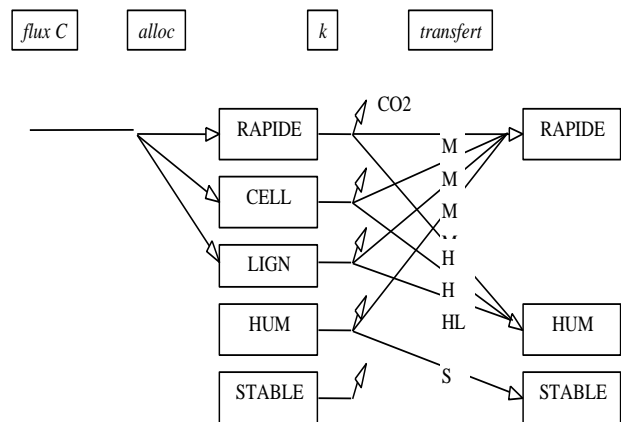 flux C alloc k transfert
CO2
RAPIDE M RAPIDE
CELL M
M
LIGN H
H
HUM HL HUM
STABLE S STABLE